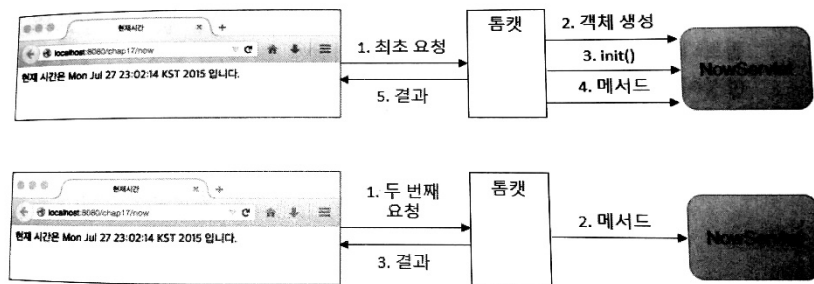 현재시간
localhost:8080/chap17/now
현재 시간은 Mon Jul 27 23:02:14 KST 2015 입니다.
1. 최초 요청
5. 결과
톰캣
2. 객체 생성
3. init()
4. 메서드
NowServlet
현재시간
localhost:8080/chap17/now
현재 시간은 Mon Jul 27 23:02:14 KST 2015 입니다.
1. 두 번째
요청
3. 결과
톰캣
2. 메서드
NowServlet